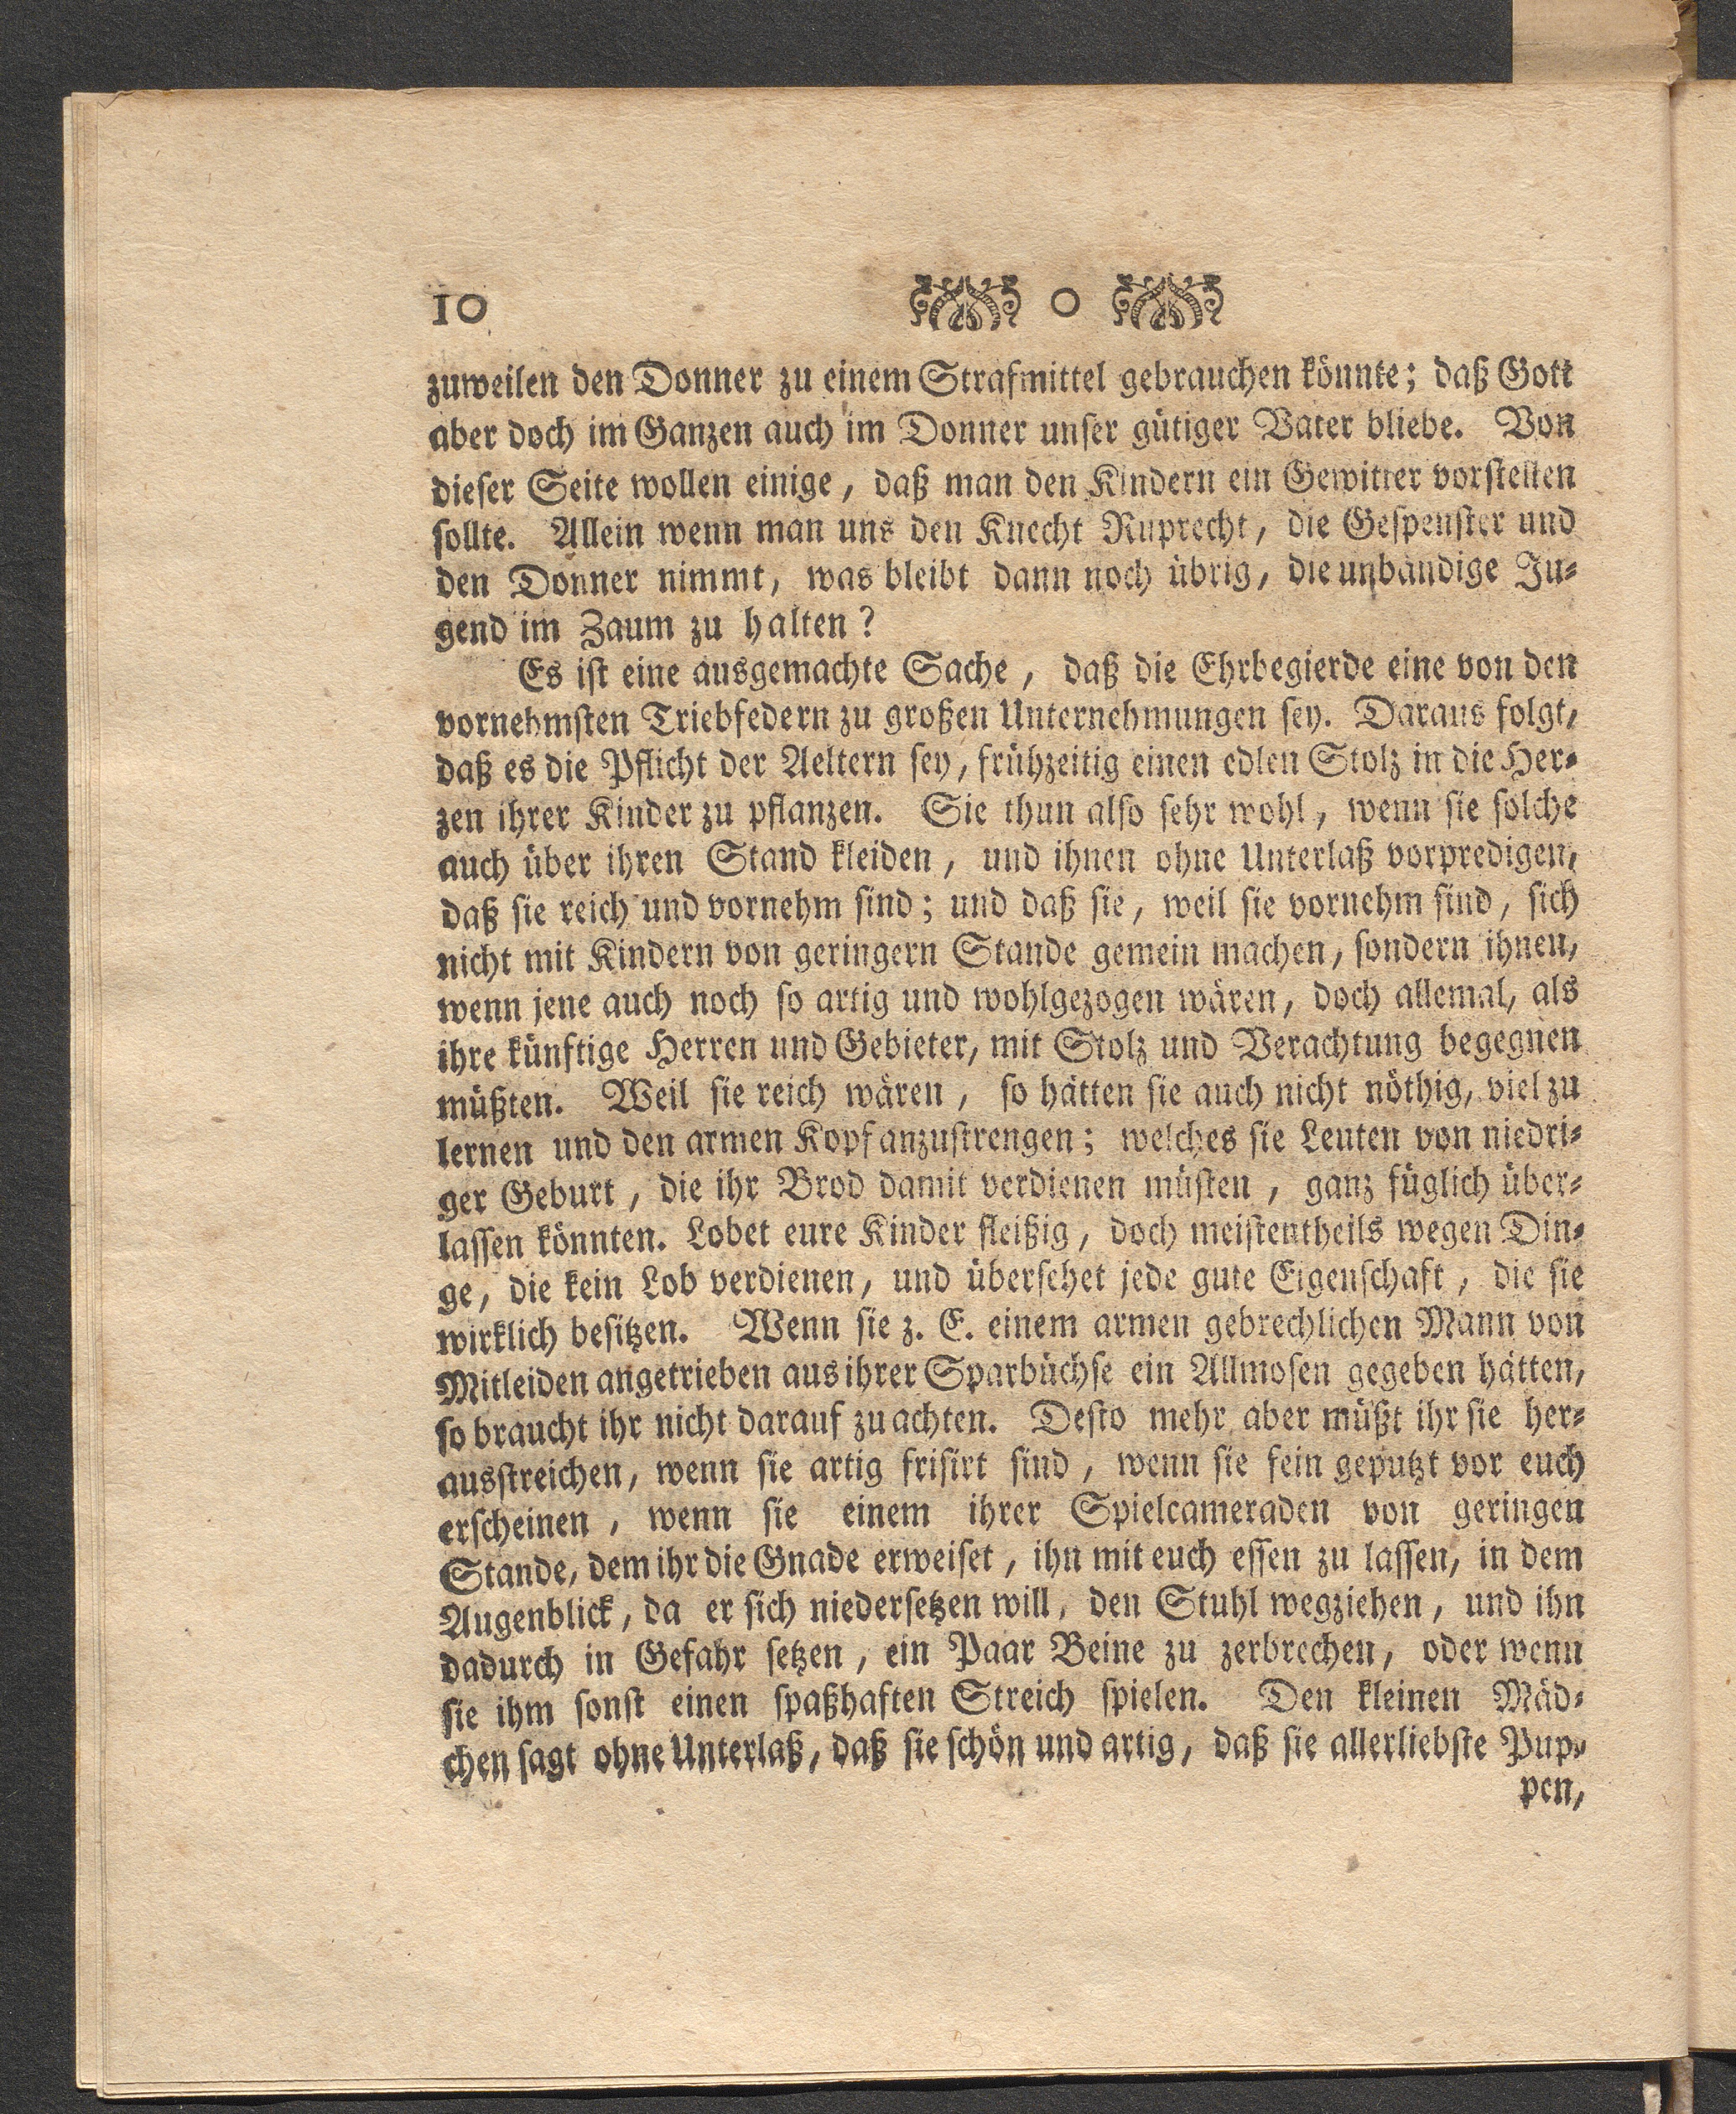 10 0
zuweilen den Donner zu einem Strafmittel gebrauchen könnte; daß Gott
aber doch im Ganzen auch im Donner unser gütiger Vater bliebe. Von
dieser Seite wollen einige, daß man den Kindern ein Gewitter vorstellen
sollte. Allein wenn man uns den Knecht Ruprecht, die Gespenster und
den Donner nimmt, was bleibt dann noch übrig, die unbändige Ju-
gend im Zaum zu halten?
Es ist eine ausgemachte Sache, daß die Ehrbegierde eine von den
vornehmsten Triebfedern zu großen Unternehmungen sey. Daraus folgt,
daß es die Pflicht der Aeltern sey, frühzeitig einen edlen Stolz in die Her-
zen ihrer Kinder zu pflanzen. Sie thun also sehr wohl, wenn sie solche
auch über ihren Stand kleiden, und ihnen ohne Unterlaß vorpredigen,
daß sie reich und vornehm sind; und daß sie, weil sie vornehm sind, sich
nicht mit Kindern von geringern Stande gemein machen, sondern ihnen,
wenn jene auch noch so artig und wohlgezogen wären, doch allemal, als
ihre künftige Herren und Gebieter, mit Stolz und Verachtung begegnen
müßten. Weil sie reich wären, so hätten sie auch nicht nöthig, viel zu
lernen und den armen Kopf anzustrengen; welches sie Leuten von niedri-
ger Geburt, die ihr Brod damit verdienen müsten, ganz füglich über-
lassen könnten. Lobet eure Kinder fleißig, doch meistentheils wegen Din-
ge, die kein Lob verdienen, und übersehet jede gute Eigenschaft, die sie
wirklich besitzen. Wenn sie z. E. einem armen gebrechlichen Mann von
Mitleiden angetrieben aus ihrer Sparbüchse ein Allmosen gegeben hätten,
so braucht ihr nicht darauf zu achten. Desto mehr aber müßt ihr sie her-
ausstreichen, wenn sie artig frisirt sind, wenn sie fein geputzt vor euch
erscheinen, wenn sie einem ihrer Spielcameraden von geringen
Stande, dem ihr die Gnade erweiset, ihn mit euch essen zu lassen, in dem
Augenblick, da er sich niedersetzen will, den Stuhl wegziehen, und ihn
dadurch in Gefahr setzen, ein Paar Beine zu zerbrechen, oder wenn
sie ihm sonst einen spaßhaften Streich spielen. Den kleinen Mäd-
chen sagt ohne Unterlaß, daß sie schön und artig, daß sie allerliebste Pup-
pen,